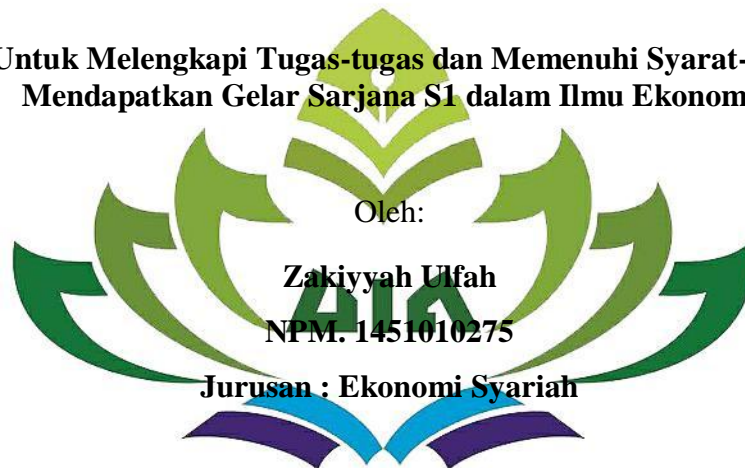 Untuk Melengkapi Tugas-tugas dan Memenuhi Syarat-
Mendapatkan Gelar Sarjana S1 dalam Ilmu Ekonom
Oleh:
Zakiyyah Ulfah
NPM. 1451010275
Jurusan : Ekonomi Syariah